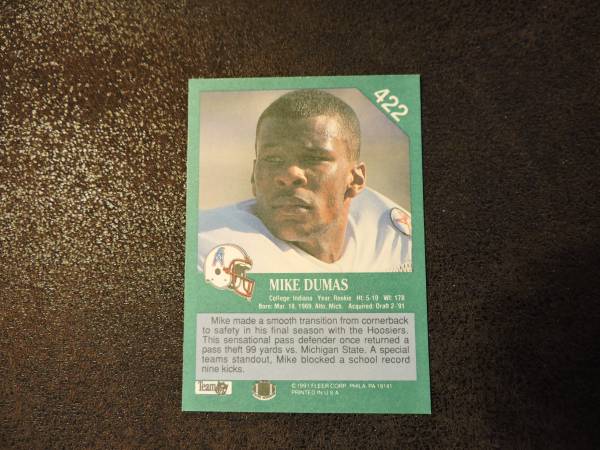 422
MIKE DUMAS
College: Indiana Year: Rookie Ht: 5-10 Wt: 178
Born: Mar. 18, 1969, Alto, Mich. Acquired: Draft 2-'91
Mike made a smooth transition from cornerback
to safety in his final season with the Hoosiers.
This sensational pass defender once returned a
pass theft 99 yards vs. Michigan State. A special
teams standout, Mike blocked a school record
nine kicks.
Team
© 1991 FLEER CORP., PHILA. PA 19141
PRINTED IN U.S.A.